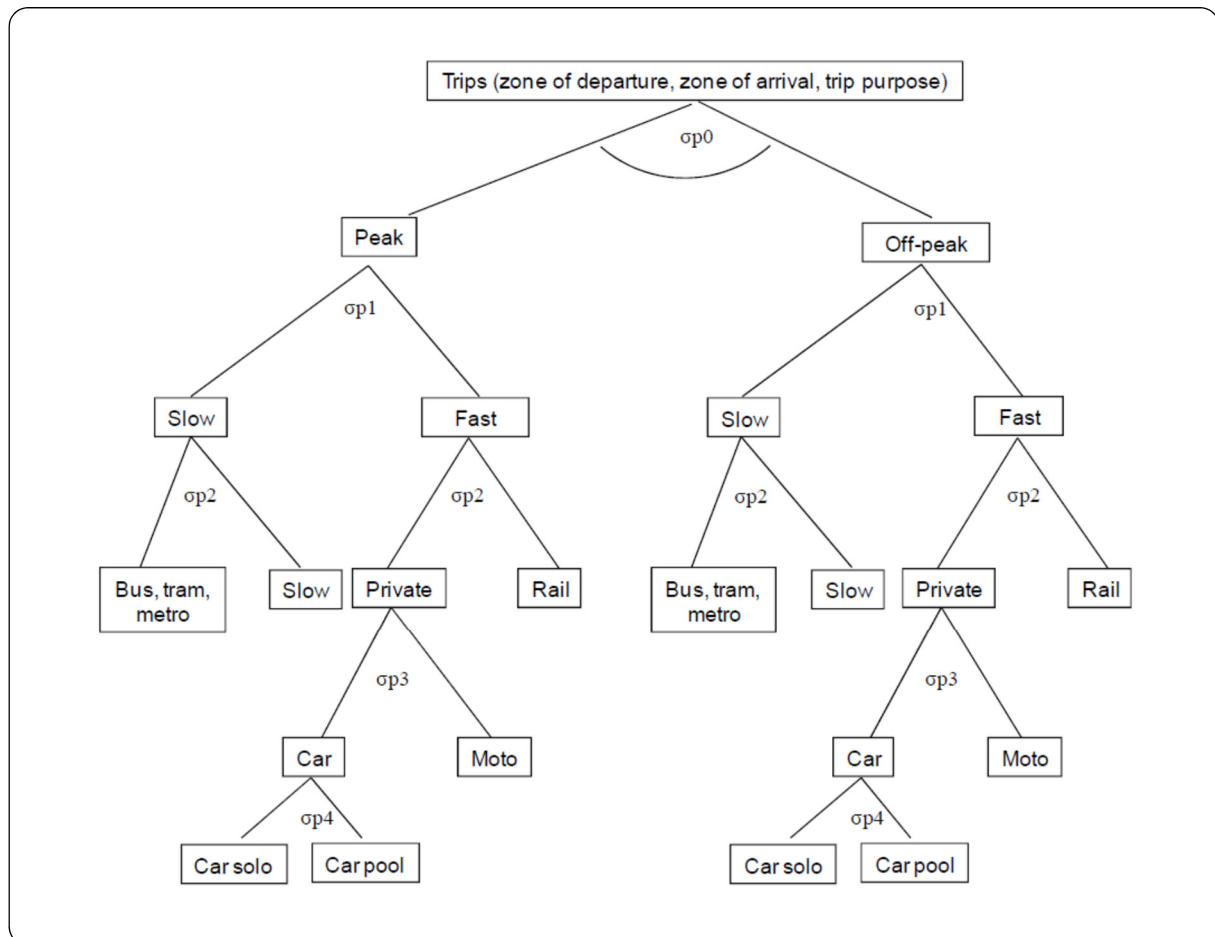 Trips (zone of departure, zone of arrival, trip purpose)
σp0
Peak
Off-peak
σp1
σp1
Slow
Fast
Slow
Fast
σp2
σp2
σp2
σp2
Bus, tram,
metro
Slow
Private
Rail
Bus, tram,
metro
Slow
Private
Rail
σp3
σp3
Car
Moto
Car
Moto
σp4
σp4
Car solo
Car pool
Car solo
Car pool